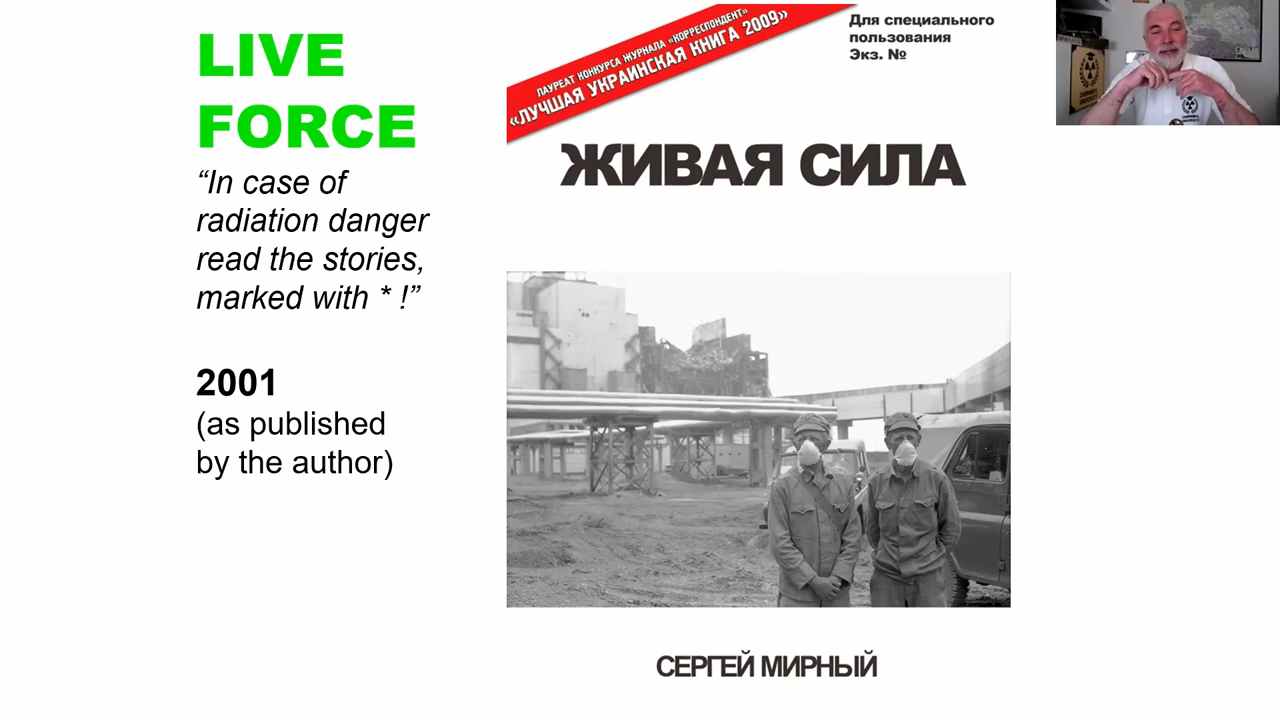 LIVE
FORCE
“In case of
radiation danger
read the stories,
marked with * !”
2001
(as published
by the author)
ЛАУРЕАТ КОНКУРСА ЖУРНАЛА «КОРРЕСПОНДЕНТ»
«ЛУЧШАЯ УКРАИНСКАЯ КНИГА 2009»
Для специального
пользования
Экз. №
ЖИВАЯ СИЛА
СЕРГЕЙ МИРНЫЙ